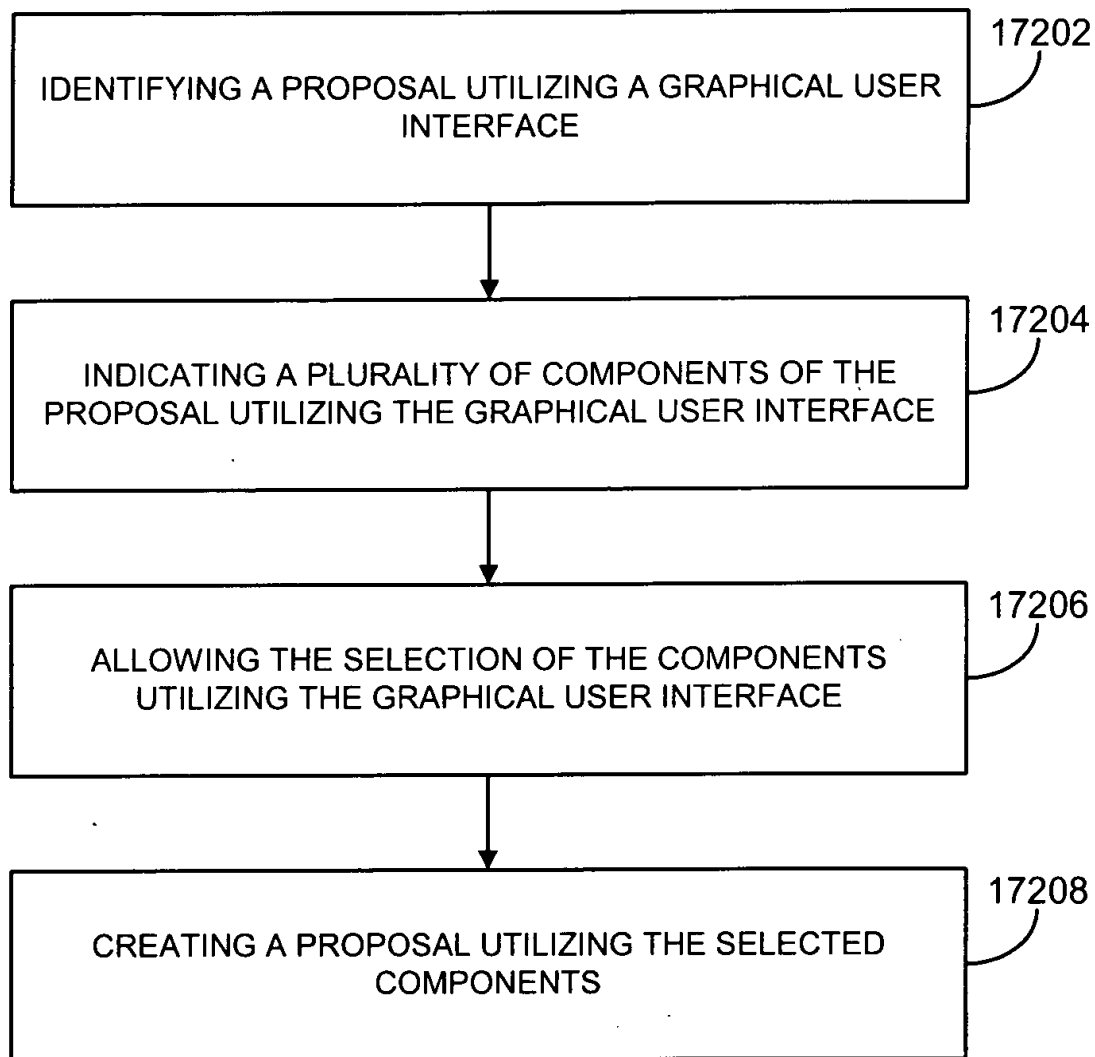 17202
IDENTIFYING A PROPOSAL UTILIZING A GRAPHICAL USER
INTERFACE
17204
INDICATING A PLURALITY OF COMPONENTS OF THE
PROPOSAL UTILIZING THE GRAPHICAL USER INTERFACE
17206
ALLOWING THE SELECTION OF THE COMPONENTS
UTILIZING THE GRAPHICAL USER INTERFACE
17208
CREATING A PROPOSAL UTILIZING THE SELECTED
COMPONENTS